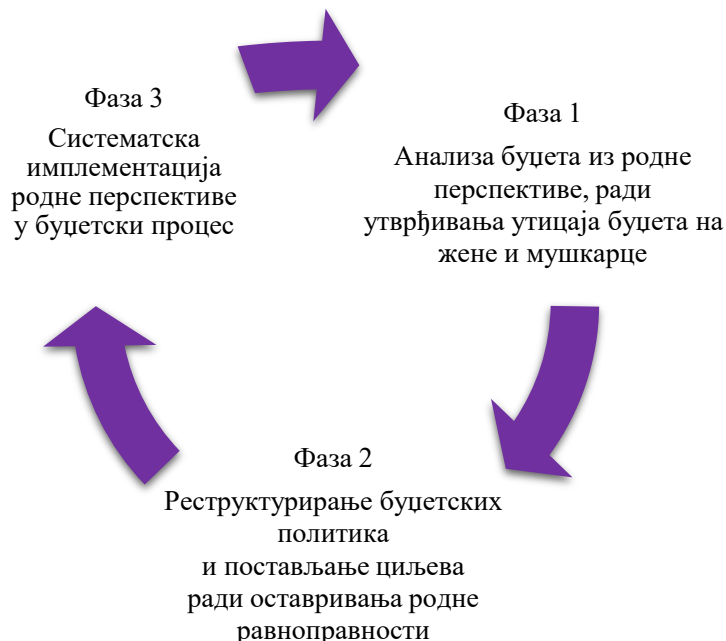 Фаза 1
Анализа буџета из родне
перспективе, ради
утврђивања утицаја буџета на
жене и мушкарце
Фаза 2
Реструктурирање буџетских
политика
и постављање циљева
ради оставривања родне
равноправности
Фаза 3
Систематска
имплементација
родне перспективе
у буџетски процес